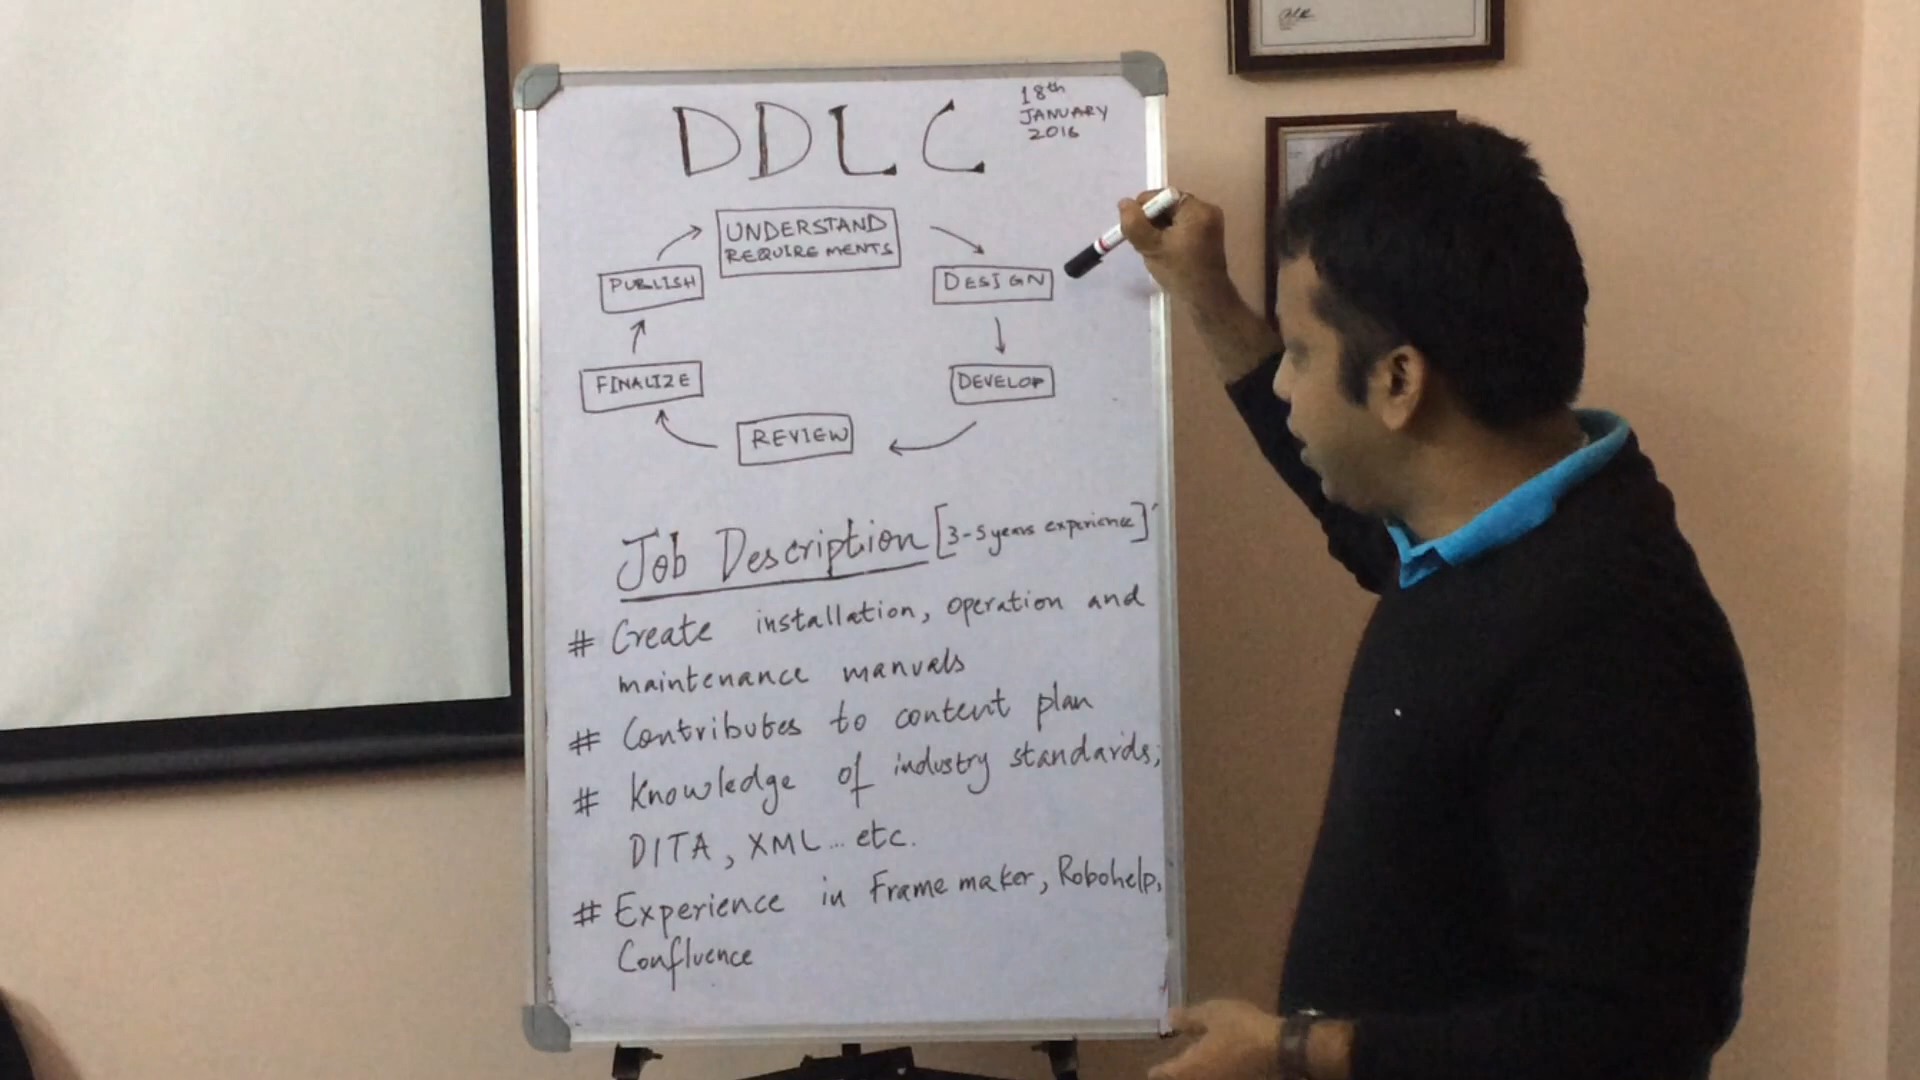 DDLC
18th
JANUARY
2016
UNDERSTAND
REQUIREMENTS
DESIGN
DEVELOP
REVIEW
FINALIZE
PUBLISH
Job Description [3-5 years experience]
# Create installation, operation and
maintenance manuals
# Contributes to content plan
# Knowledge of industry standards,
DITA, XML... etc.
# Experience in Framemaker, Robohelp,
Confluence